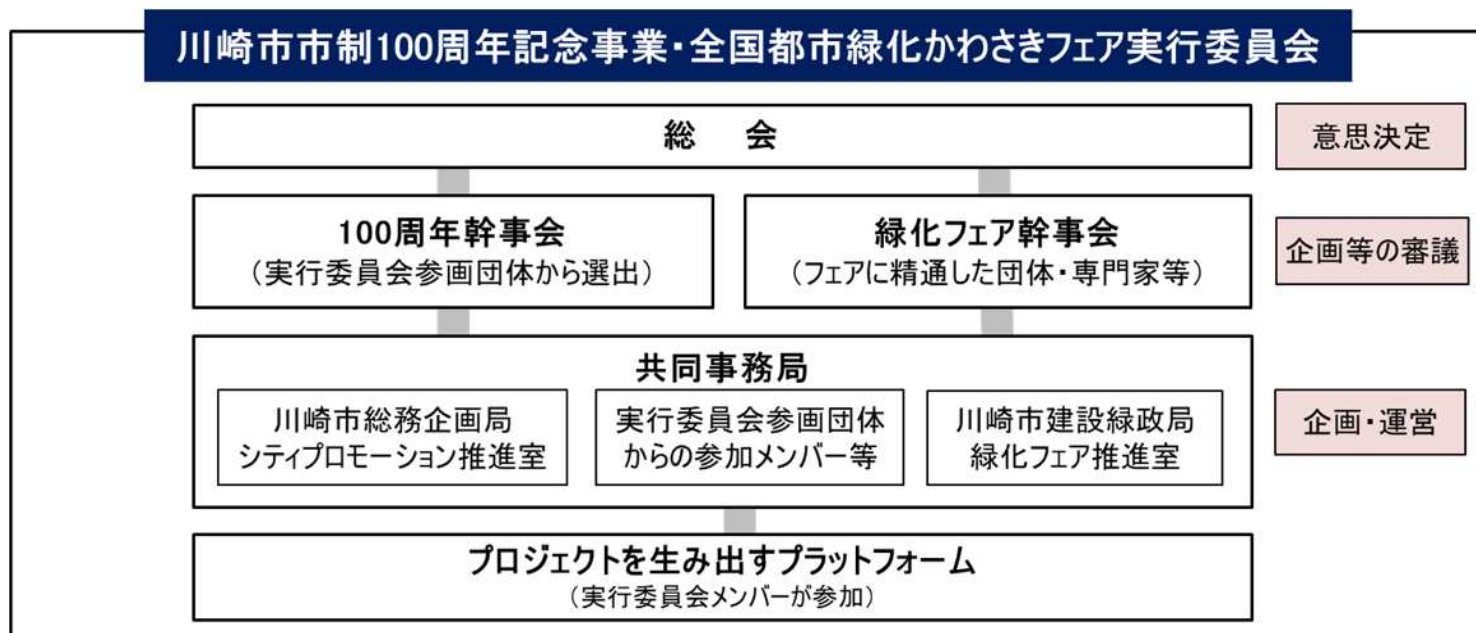 川崎市市制100周年記念事業・全国都市緑化かわさきフェア実行委員会
総　会
意思決定
100周年幹事会
（実行委員会参画団体から選出）
緑化フェア幹事会
（フェアに精通した団体・専門家等）
企画等の審議
共同事務局
川崎市総務企画局
シティプロモーション推進室
実行委員会参画団体
からの参加メンバー等
川崎市建設緑政局
緑化フェア推進室
企画・運営
プロジェクトを生み出すプラットフォーム
（実行委員会メンバーが参加）